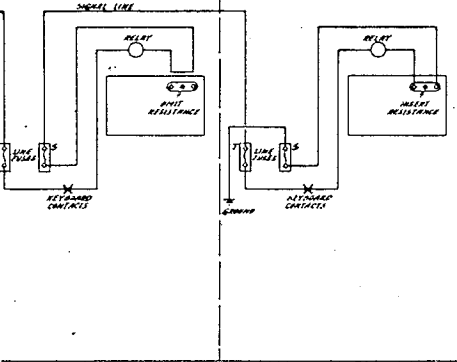 SIGNAL LINE
RELAY
OMIT
RESISTANCE
S
LINE
FUSES
KEYBOARD
CONTACTS
RELAY
INSERT
RESISTANCE
T
LINE
FUSES
S
GROUND
KEYBOARD
CONTACTS